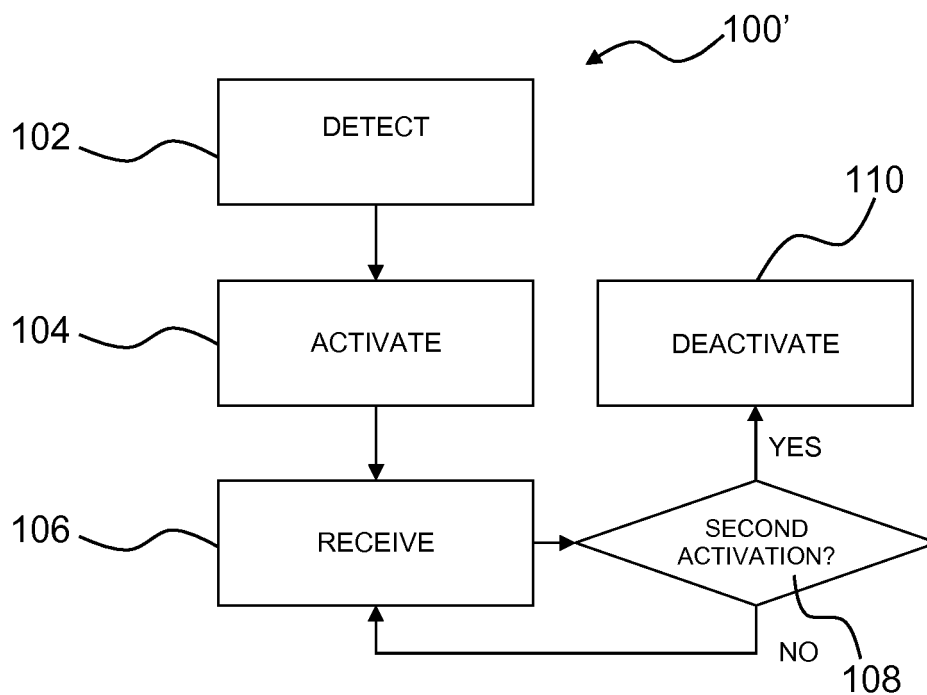 100’
DETECT
102
110
ACTIVATE
104
DEACTIVATE
YES
RECEIVE
106
SECOND
ACTIVATION?
NO
108